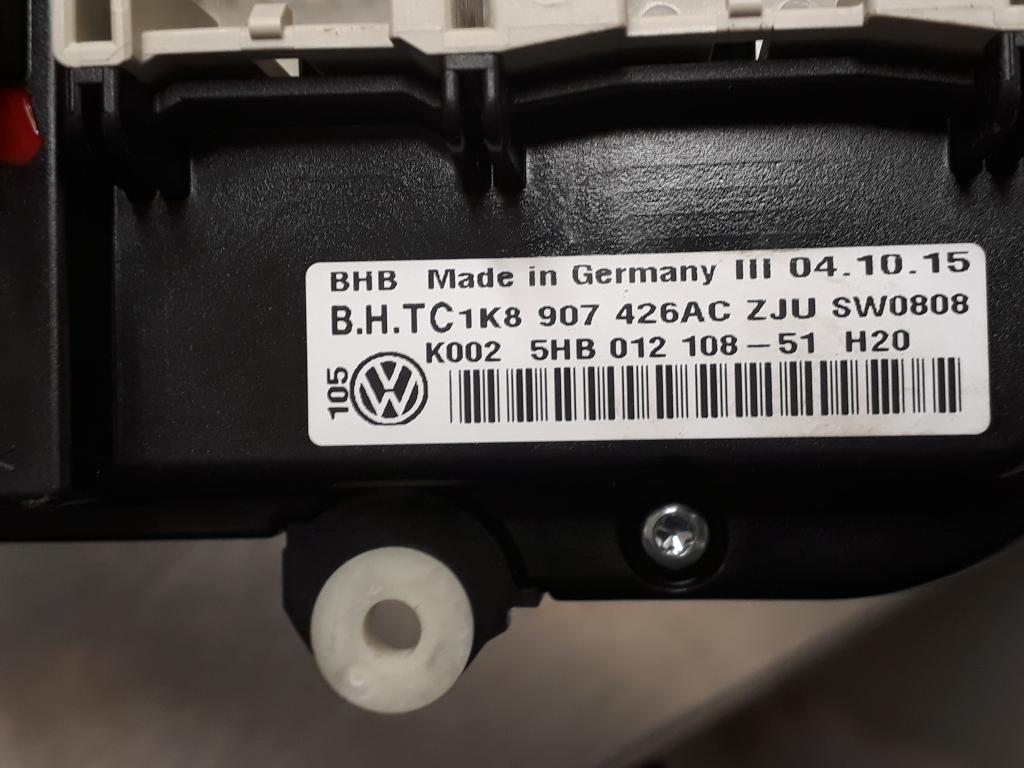 BHB Made in Germany III 04.10.15
B.H.TC 1K8 907 426AC ZJU SW0808
K002 5HB 012 108-51 H20
105